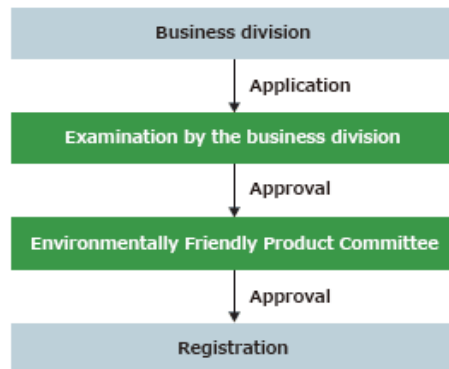 Business division
Application
Examination by the business division
Approval
Environmentally Friendly Product Committee
Approval
Registration